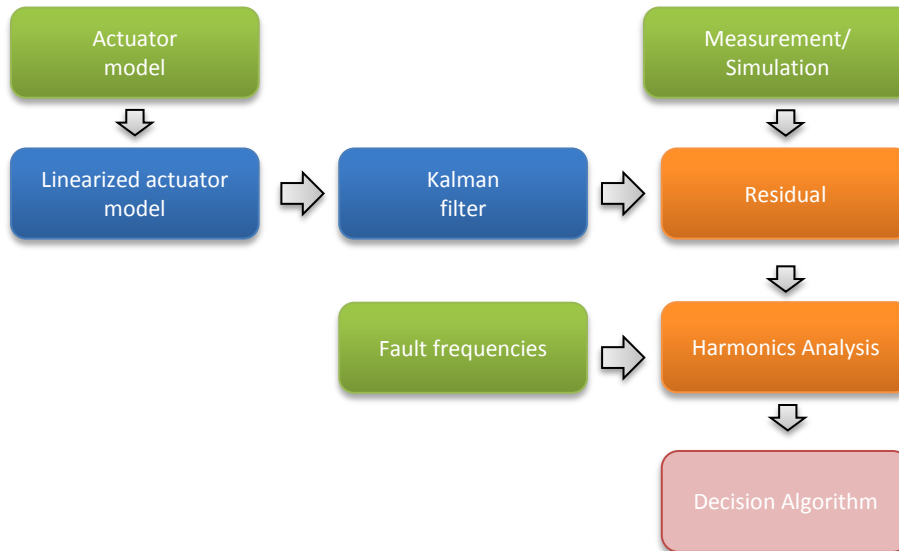 Actuator
model
Measurement/
Simulation
Linearized actuator
model
Kalman
filter
Residual
Fault frequencies
Harmonics Analysis
Decision Algorithm